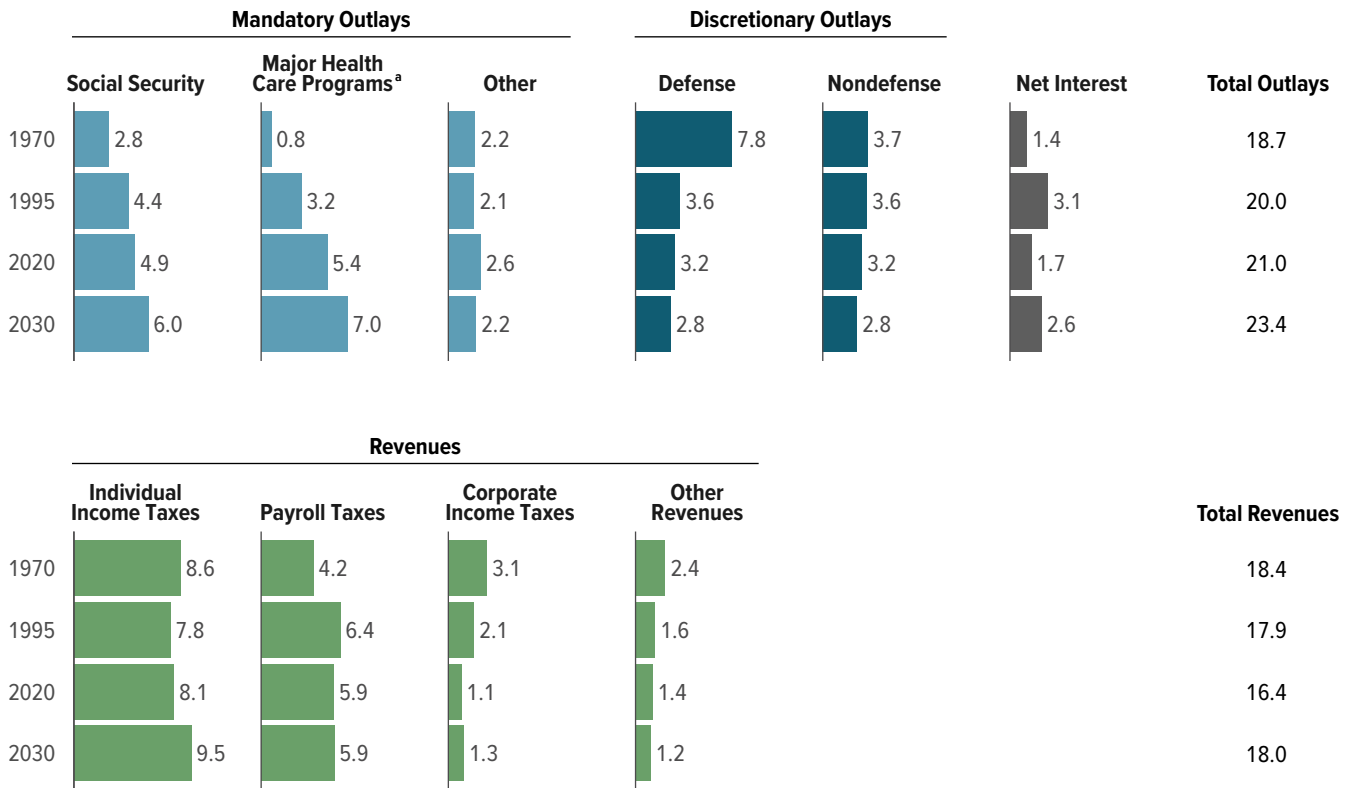 Mandatory Outlays Discretionary Outlays
Social Security Major Health Care Programs a Other Defense Nondefense Net Interest Total Outlays
1970 2.8 0.8 2.2 7.8 3.7 1.4 18.7
1995 4.4 3.2 2.1 3.6 3.6 3.1 20.0
2020 4.9 5.4 2.6 3.2 3.2 1.7 21.0
2030 6.0 7.0 2.2 2.8 2.8 2.6 23.4
Revenues
Individual Income Taxes Payroll Taxes Corporate Income Taxes Other Revenues Total Revenues
1970 8.6 4.2 3.1 2.4 18.4
1995 7.8 6.4 2.1 1.6 17.9
2020 8.1 5.9 1.1 1.4 16.4
2030 9.5 5.9 1.3 1.2 18.0